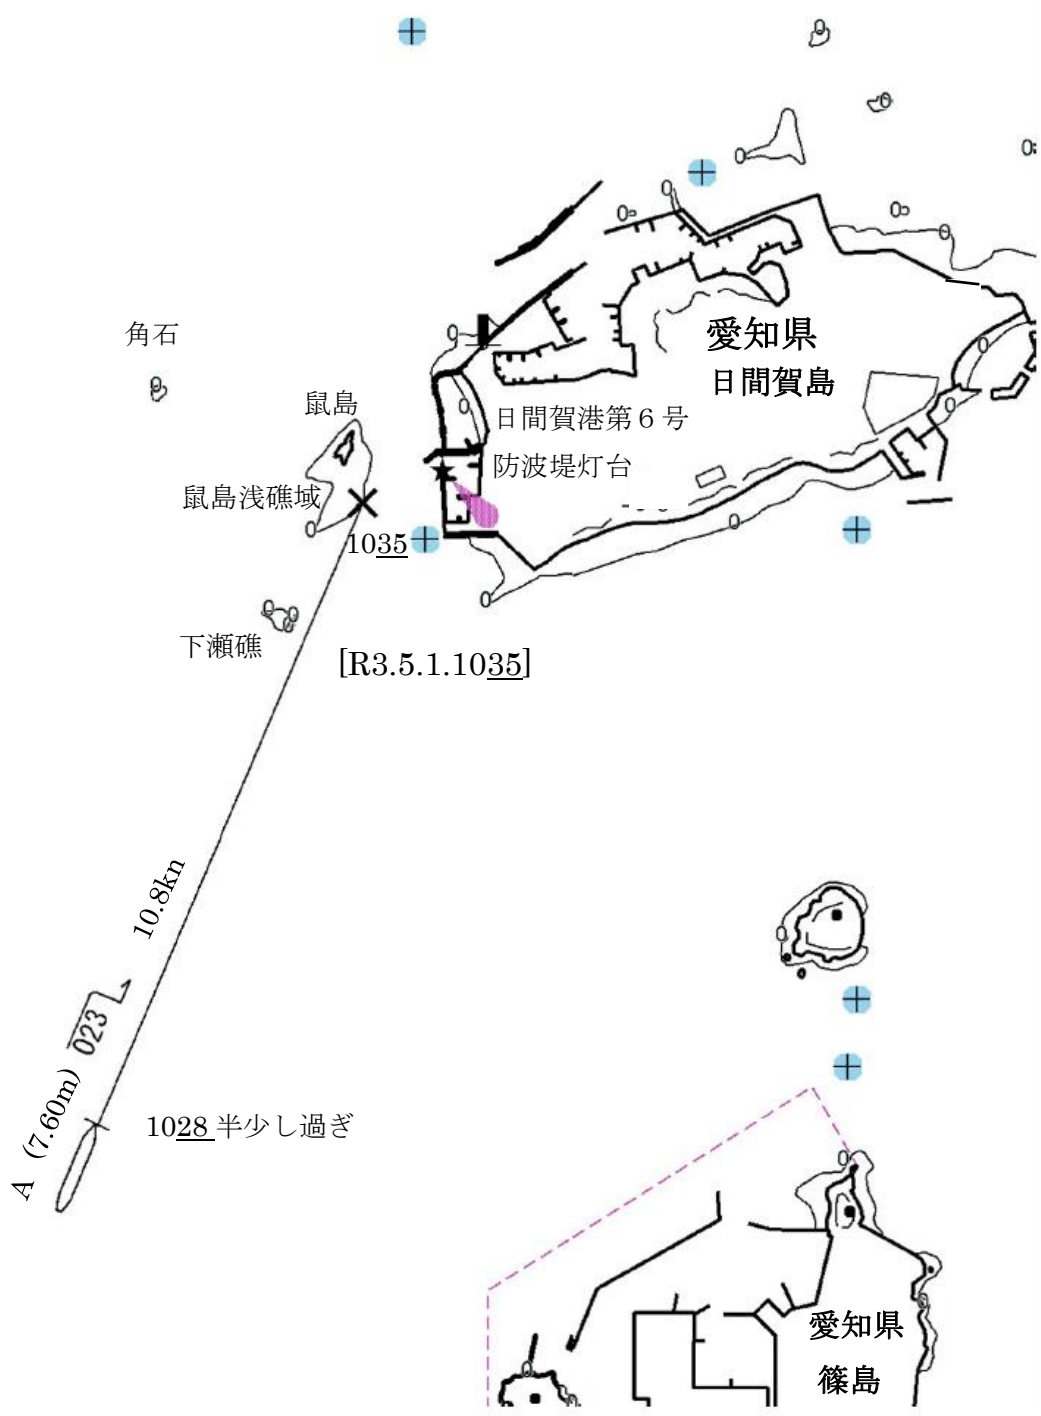 愛知県
日間賀島
角石
鼠島
日間賀港第６号
防波堤灯台
鼠島浅礁域
1035
下瀬礁
[R3.5.1.1035]
10.8kn
023
A (7.60m)
1028 半少し過ぎ
愛知県
篠島